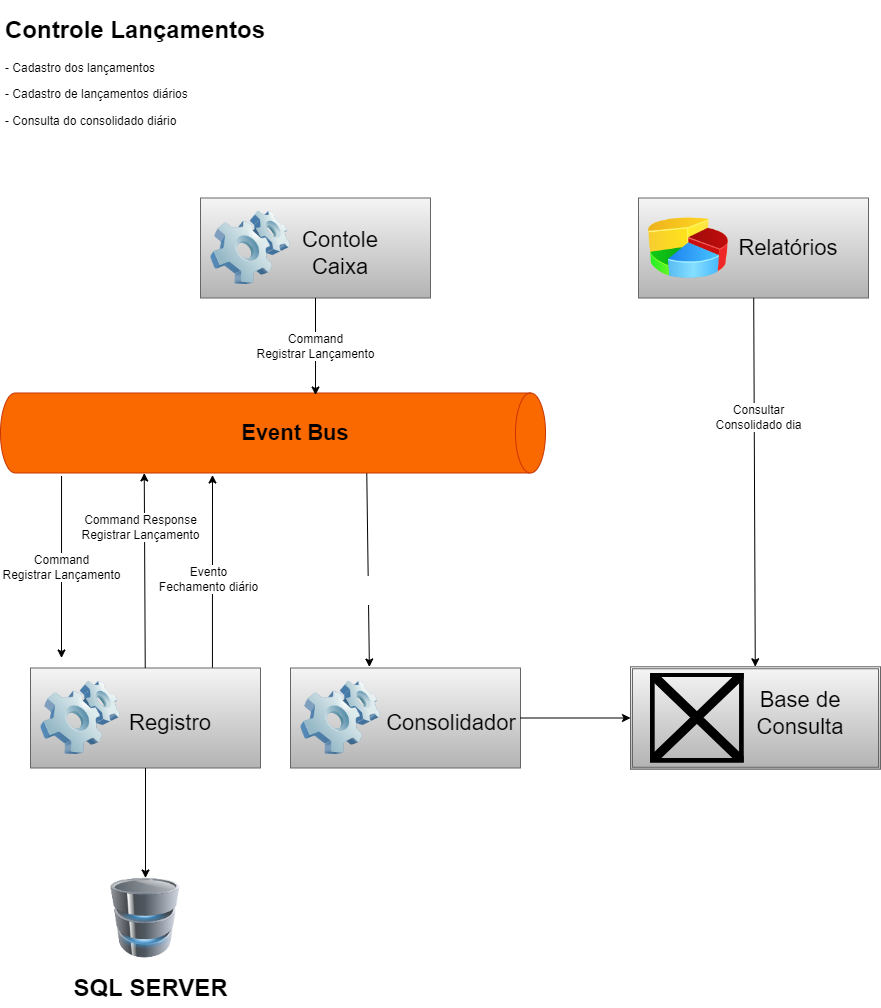 Controle Lançamentos
- Cadastro dos lançamentos
- Cadastro de lançamentos diários
- Consulta do consolidado diário
Contole
Caixa
Relatórios
Command
Registrar Lançamento
Consultar
Consolidado dia
Event Bus
Command Response
Registrar Lançamento
Command
Registrar Lançamento
Evento
Fechamento diário
Registro
Consolidador
Base de
Consulta
SQL SERVER